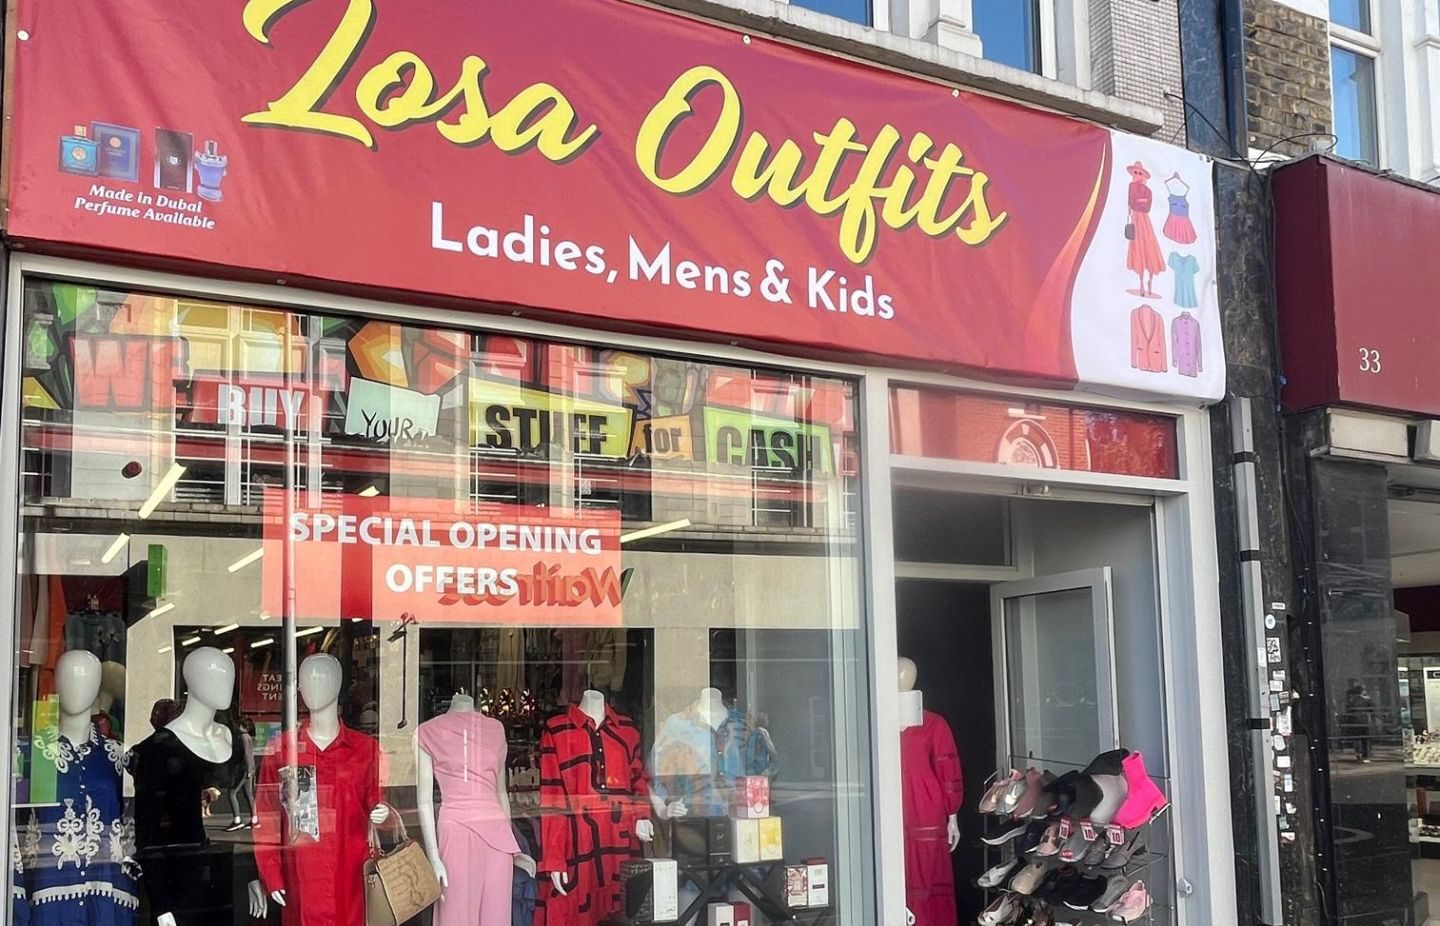 Losa Outfits
Made in Dubai
Perfume Available
Ladies, Mens & Kids
33
WE BUY YOUR STUFF for CASH
SPECIAL OPENING
OFFERS